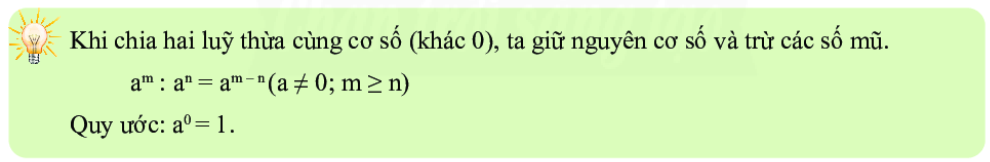 Khi chia hai luỹ thừa cùng cơ số (khác 0), ta giữ nguyên cơ số và trừ các số mũ.
aᵐ : aⁿ = aᵐ⁻ⁿ (a ≠ 0; m ≥ n)
Quy ước: a⁰ = 1.